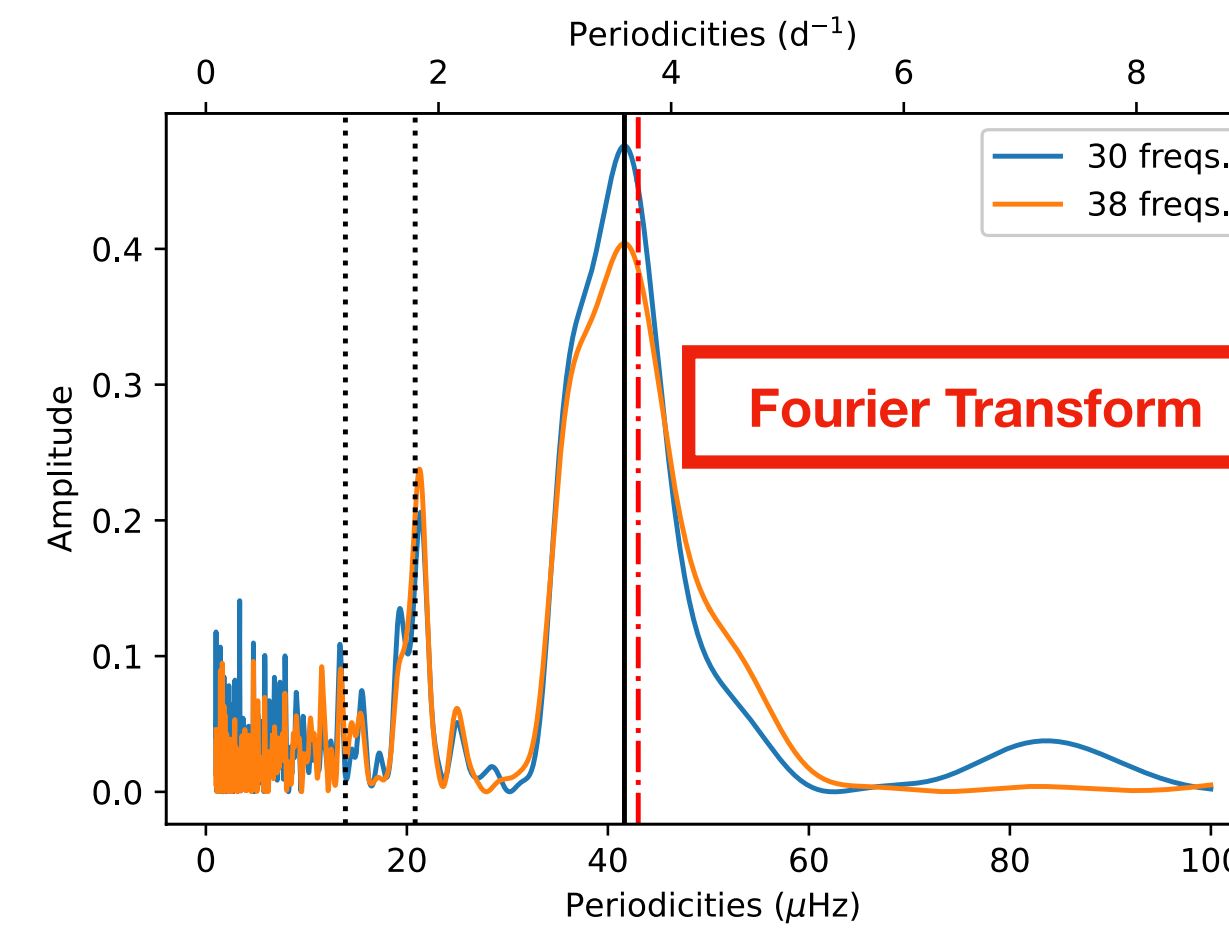 Periodicities (d⁻¹)
0 2 4 6 8
30 freqs.
38 freqs.
0.4
0.3
0.2
0.1
0.0
Amplitude
Fourier Transform
0 20 40 60 80 100
Periodicities (μHz)